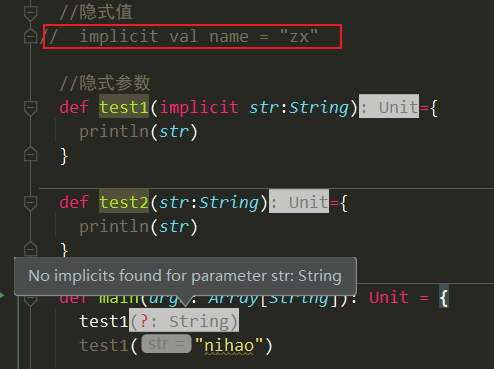 //隐式值
//  implicit val name = "zx"
//隐式参数
def test1(implicit str:String): Unit={
println(str)
}
def test2(str:String): Unit={
println(str)
}
No implicits found for parameter str: String
def main(args: Array[String]): Unit = {
test1(?: String)
test1( str = "nihao")